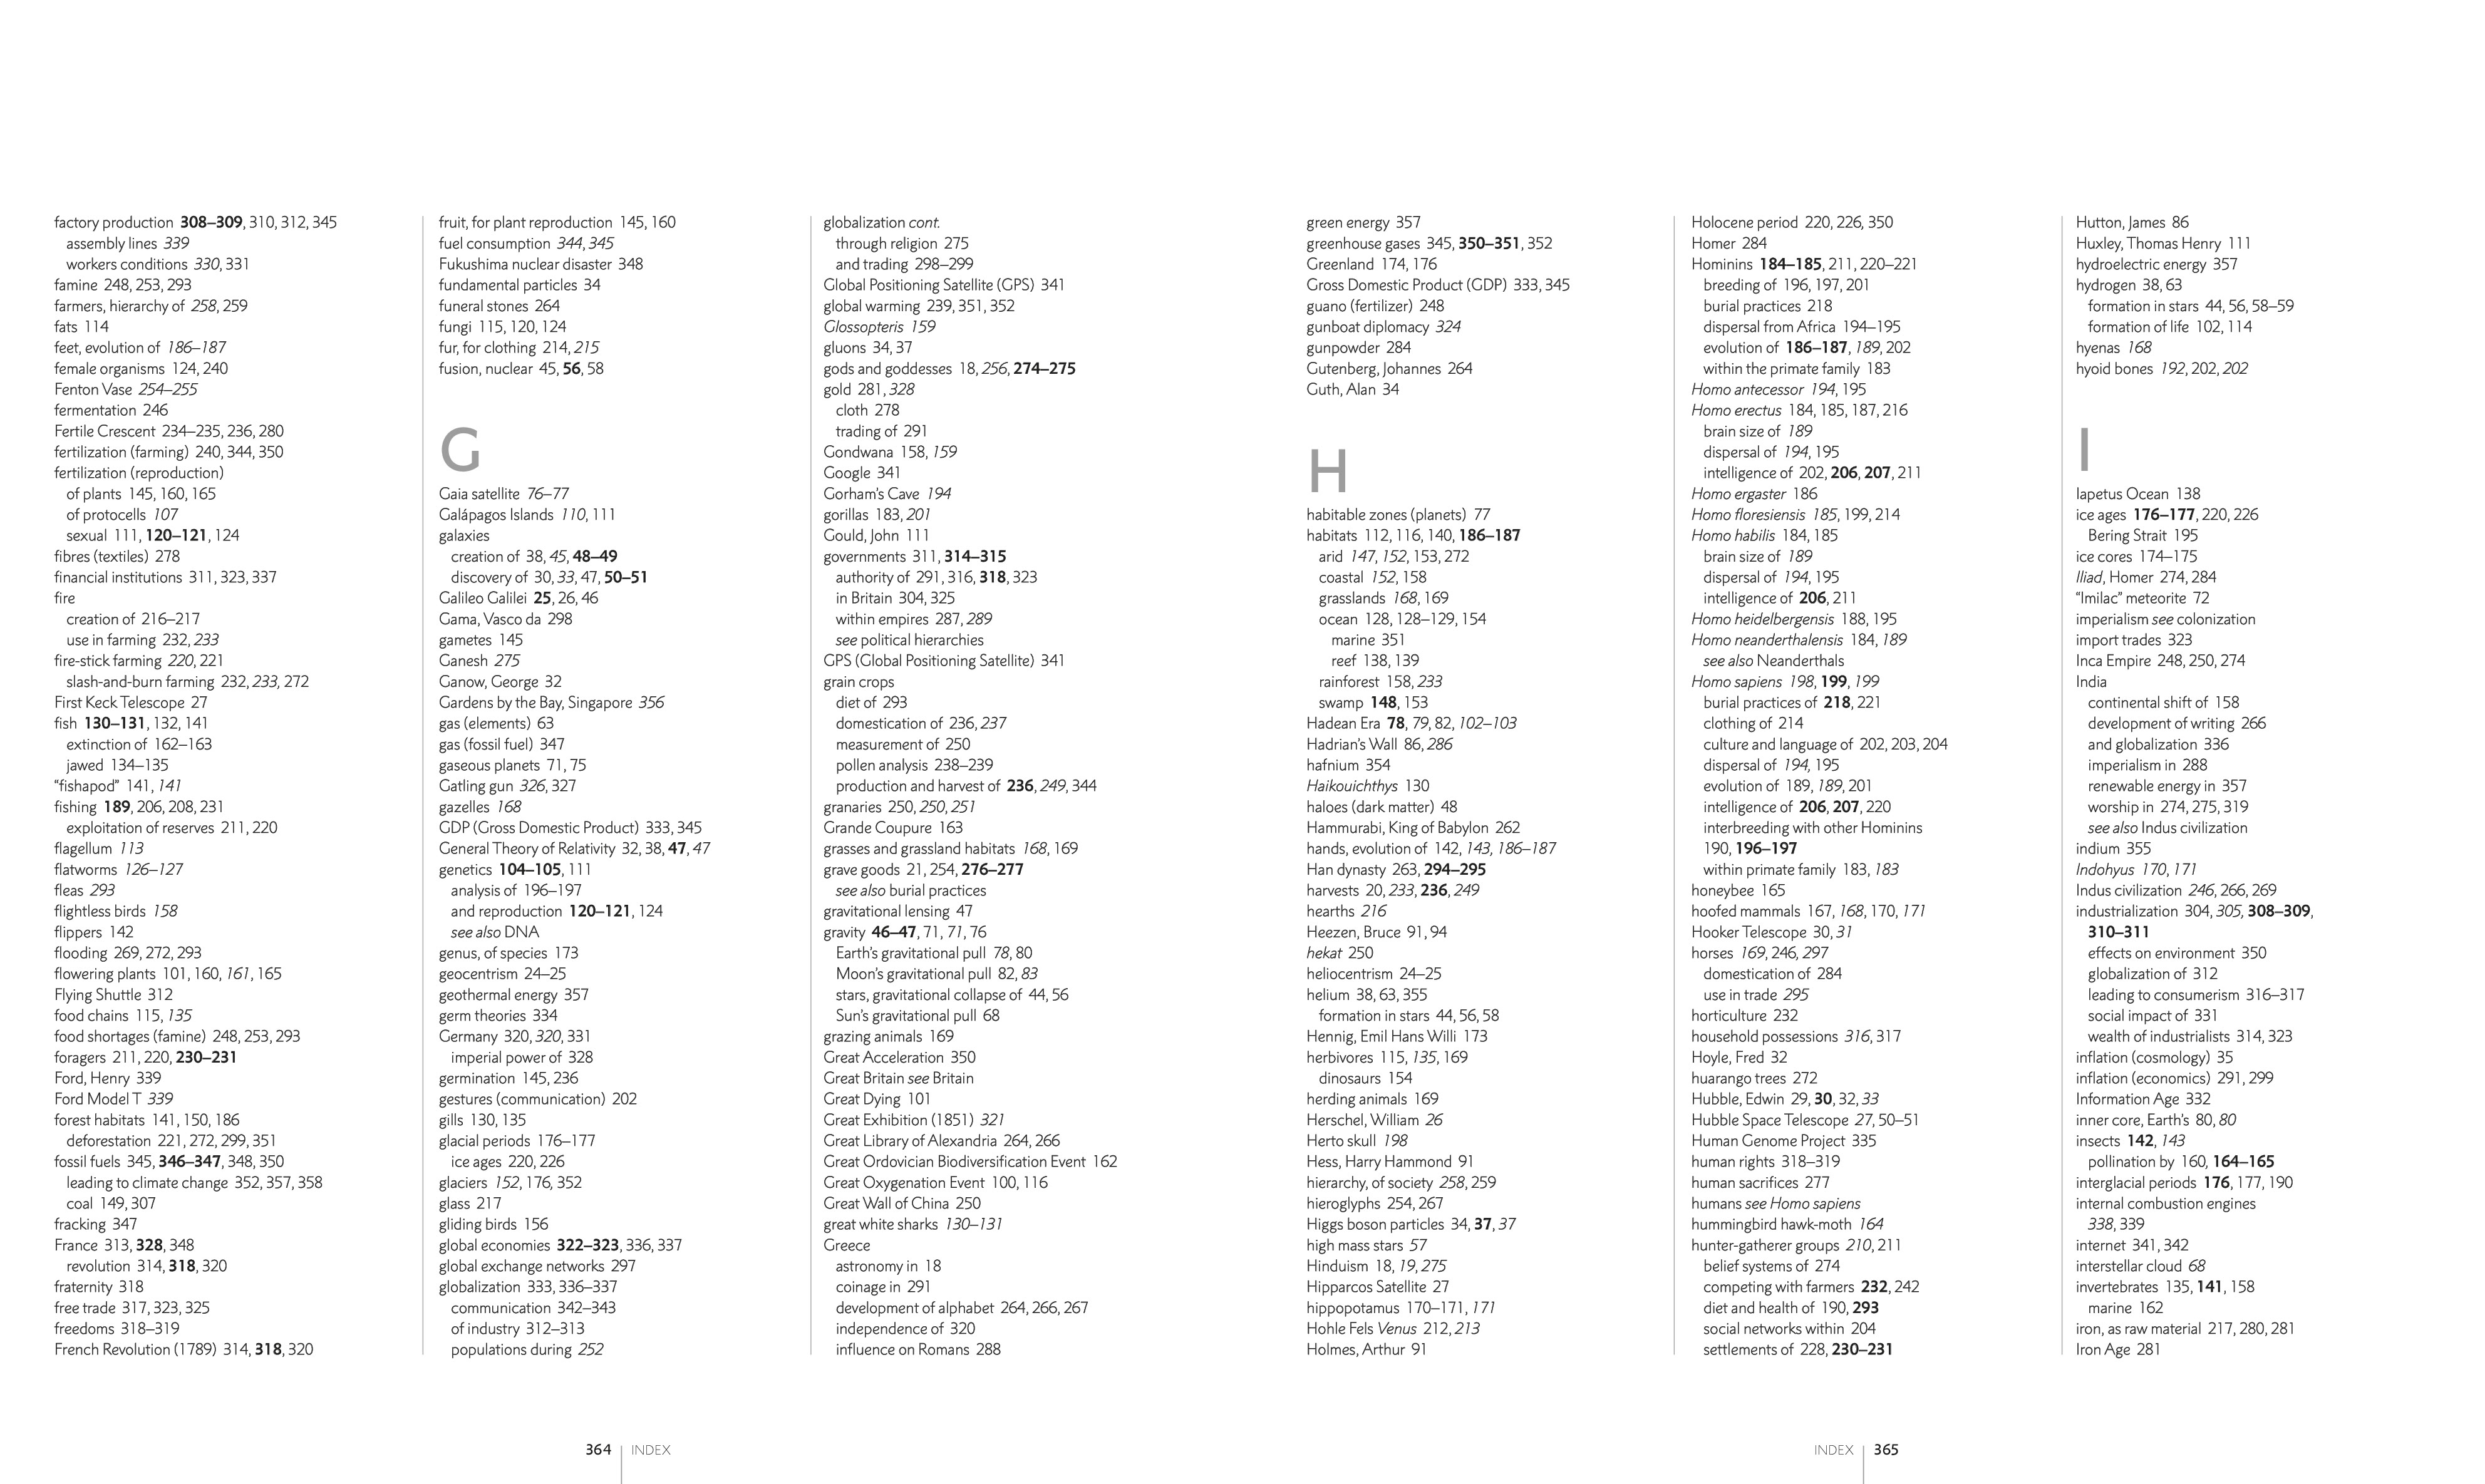 factory production 308–309, 310, 312, 345
assembly lines 339
workers conditions 330, 331
famine 248, 253, 293
farmers, hierarchy of 258, 259
fats 114
feet, evolution of 186–187
female organisms 124, 240
Fenton Vase 254–255
fermentation 246
Fertile Crescent 234–235, 236, 280
fertilization (farming) 240, 344, 350
fertilization (reproduction)
of plants 145, 160, 165
of protocells 107
sexual 111, 120–121, 124
fibres (textiles) 278
financial institutions 311, 323, 337
fire
creation of 216–217
use in farming 232, 233
fire-stick farming 220, 221
slash-and-burn farming 232, 233, 272
First Keck Telescope 27
fish 130–131, 132, 141
extinction of 162–163
jawed 134–135
“fishapod” 141, 141
fishing 189, 206, 208, 231
exploitation of reserves 211, 220
flagellum 113
flatworms 126–127
fleas 293
flightless birds 158
flippers 142
flooding 269, 272, 293
flowering plants 101, 160, 161, 165
Flying Shuttle 312
food chains 115, 135
food shortages (famine) 248, 253, 293
foragers 211, 220, 230–231
Ford, Henry 339
Ford Model T 339
forest habitats 141, 150, 186
deforestation 221, 272, 299, 351
fossil fuels 345, 346–347, 348, 350
leading to climate change 352, 357, 358
coal 149, 307
fracking 347
France 313, 328, 348
revolution 314, 318, 320
fraternity 318
free trade 317, 323, 325
freedoms 318–319
French Revolution (1789) 314, 318, 320
fruit, for plant reproduction 145, 160
fuel consumption 344, 345
Fukushima nuclear disaster 348
fundamental particles 34
funeral stones 264
fungi 115, 120, 124
fur, for clothing 214, 215
fusion, nuclear 45, 56, 58
G
Gaia satellite 76–77
Galápagos Islands 110, 111
galaxies
creation of 38, 45, 48–49
discovery of 30, 33, 47, 50–51
Galileo Galilei 25, 26, 46
Gama, Vasco da 298
gametes 145
Ganesh 275
Ganow, George 32
Gardens by the Bay, Singapore 356
gas (elements) 63
gas (fossil fuel) 347
gaseous planets 71, 75
Gatling gun 326, 327
gazelles 168
GDP (Gross Domestic Product) 333, 345
General Theory of Relativity 32, 38, 47, 47
genetics 104–105, 111
analysis of 196–197
and reproduction 120–121, 124
see also DNA
genus, of species 173
geocentrism 24–25
geothermal energy 357
germ theories 334
Germany 320, 320, 331
imperial power of 328
germination 145, 236
gestures (communication) 202
gills 130, 135
glacial periods 176–177
ice ages 220, 226
glaciers 152, 176, 352
glass 217
gliding birds 156
global economies 322–323, 336, 337
global exchange networks 297
globalization 333, 336–337
communication 342–343
of industry 312–313
populations during 252
globalization cont.
through religion 275
and trading 298–299
Global Positioning Satellite (GPS) 341
global warming 239, 351, 352
Glossopteris 159
gluons 34, 37
gods and goddesses 18, 256, 274–275
gold 281, 328
cloth 278
trading of 291
Gondwana 158, 159
Google 341
Gorham’s Cave 194
gorillas 183, 201
Gould, John 111
governments 311, 314–315
authority of 291, 316, 318, 323
in Britain 304, 325
within empires 287, 289
see political hierarchies
GPS (Global Positioning Satellite) 341
grain crops
diet of 293
domestication of 236, 237
measurement of 250
pollen analysis 238–239
production and harvest of 236, 249, 344
granaries 250, 250, 251
Grande Coupure 163
grasses and grassland habitats 168, 169
grave goods 21, 254, 276–277
see also burial practices
gravitational lensing 47
gravity 46–47, 71, 71, 76
Earth’s gravitational pull 78, 80
Moon’s gravitational pull 82, 83
stars, gravitational collapse of 44, 56
Sun’s gravitational pull 68
grazing animals 169
Great Acceleration 350
Great Britain see Britain
Great Dying 101
Great Exhibition (1851) 321
Great Library of Alexandria 264, 266
Great Ordovician Biodiversification Event 162
Great Oxygenation Event 100, 116
Great Wall of China 250
great white sharks 130–131
Greece
astronomy in 18
coinage in 291
development of alphabet 264, 266, 267
independence of 320
influence on Romans 288
green energy 357
greenhouse gases 345, 350–351, 352
Greenland 174, 176
Gross Domestic Product (GDP) 333, 345
guano (fertilizer) 248
gunboat diplomacy 324
gunpowder 284
Gutenberg, Johannes 264
Guth, Alan 34
H
habitable zones (planets) 77
habitats 112, 116, 140, 186–187
arid 147, 152, 153, 272
coastal 152, 158
grasslands 168, 169
ocean 128, 128–129, 154
marine 351
reef 138, 139
rainforest 158, 233
swamp 148, 153
Hadean Era 78, 79, 82, 102–103
Hadrian’s Wall 86, 286
hafnium 354
Haikouichthys 130
haloes (dark matter) 48
Hammurabi, King of Babylon 262
hands, evolution of 142, 143, 186–187
Han dynasty 263, 294–295
harvests 20, 233, 236, 249
hearths 216
Heezen, Bruce 91, 94
hekat 250
heliocentrism 24–25
helium 38, 63, 355
formation in stars 44, 56, 58
Hennig, Emil Hans Willi 173
herbivores 115, 135, 169
dinosaurs 154
herding animals 169
Herschel, William 26
Herto skull 198
Hess, Harry Hammond 91
hierarchy, of society 258, 259
hieroglyphs 254, 267
Higgs boson particles 34, 37, 37
high mass stars 57
Hinduism 18, 19, 275
Hipparcos Satellite 27
hippopotamus 170–171, 171
Hohle Fels Venus 212, 213
Holmes, Arthur 91
Holocene period 220, 226, 350
Homer 284
Hominins 184–185, 211, 220–221
breeding of 196, 197, 201
burial practices 218
dispersal from Africa 194–195
evolution of 186–187, 189, 202
within the primate family 183
Homo antecessor 194, 195
Homo erectus 184, 185, 187, 216
brain size of 189
dispersal of 194, 195
intelligence of 202, 206, 207, 211
Homo ergaster 186
Homo floresiensis 185, 199, 214
Homo habilis 184, 185
brain size of 189
dispersal of 194, 195
intelligence of 206, 211
Homo heidelbergensis 188, 195
Homo neanderthalensis 184, 189
see also Neanderthals
Homo sapiens 198, 199, 199
burial practices of 218, 221
clothing of 214
culture and language of 202, 203, 204
dispersal of 194, 195
evolution of 189, 189, 201
intelligence of 206, 207, 220
interbreeding with other Hominins
190, 196–197
within primate family 183, 183
honeybee 165
hoofed mammals 167, 168, 170, 171
Hooker Telescope 30, 31
horses 169, 246, 297
domestication of 284
use in trade 295
horticulture 232
household possessions 316, 317
Hoyle, Fred 32
huarango trees 272
Hubble, Edwin 29, 30, 32, 33
Hubble Space Telescope 27, 50–51
Human Genome Project 335
human rights 318–319
human sacrifices 277
humans see Homo sapiens
hummingbird hawk-moth 164
hunter-gatherer groups 210, 211
belief systems of 274
competing with farmers 232, 242
diet and health of 190, 293
social networks within 204
settlements of 228, 230–231
Hutton, James 86
Huxley, Thomas Henry 111
hydroelectric energy 357
hydrogen 38, 63
formation in stars 44, 56, 58–59
formation of life 102, 114
hyenas 168
hyoid bones 192, 202, 202
I
Iapetus Ocean 138
ice ages 176–177, 220, 226
Bering Strait 195
ice cores 174–175
Iliad, Homer 274, 284
“Imilac” meteorite 72
imperialism see colonization
import trades 323
Inca Empire 248, 250, 274
India
continental shift of 158
development of writing 266
and globalization 336
imperialism in 288
renewable energy in 357
worship in 274, 275, 319
see also Indus civilization
indium 355
Indohyus 170, 171
Indus civilization 246, 266, 269
industrialization 304, 305, 308–309,
310–311
effects on environment 350
globalization of 312
leading to consumerism 316–317
social impact of 331
wealth of industrialists 314, 323
inflation (cosmology) 35
inflation (economics) 291, 299
Information Age 332
inner core, Earth’s 80, 80
insects 142, 143
pollination by 160, 164–165
interglacial periods 176, 177, 190
internal combustion engines
338, 339
internet 341, 342
interstellar cloud 68
invertebrates 135, 141, 158
marine 162
iron, as raw material 217, 280, 281
Iron Age 281
364 INDEX
INDEX 365